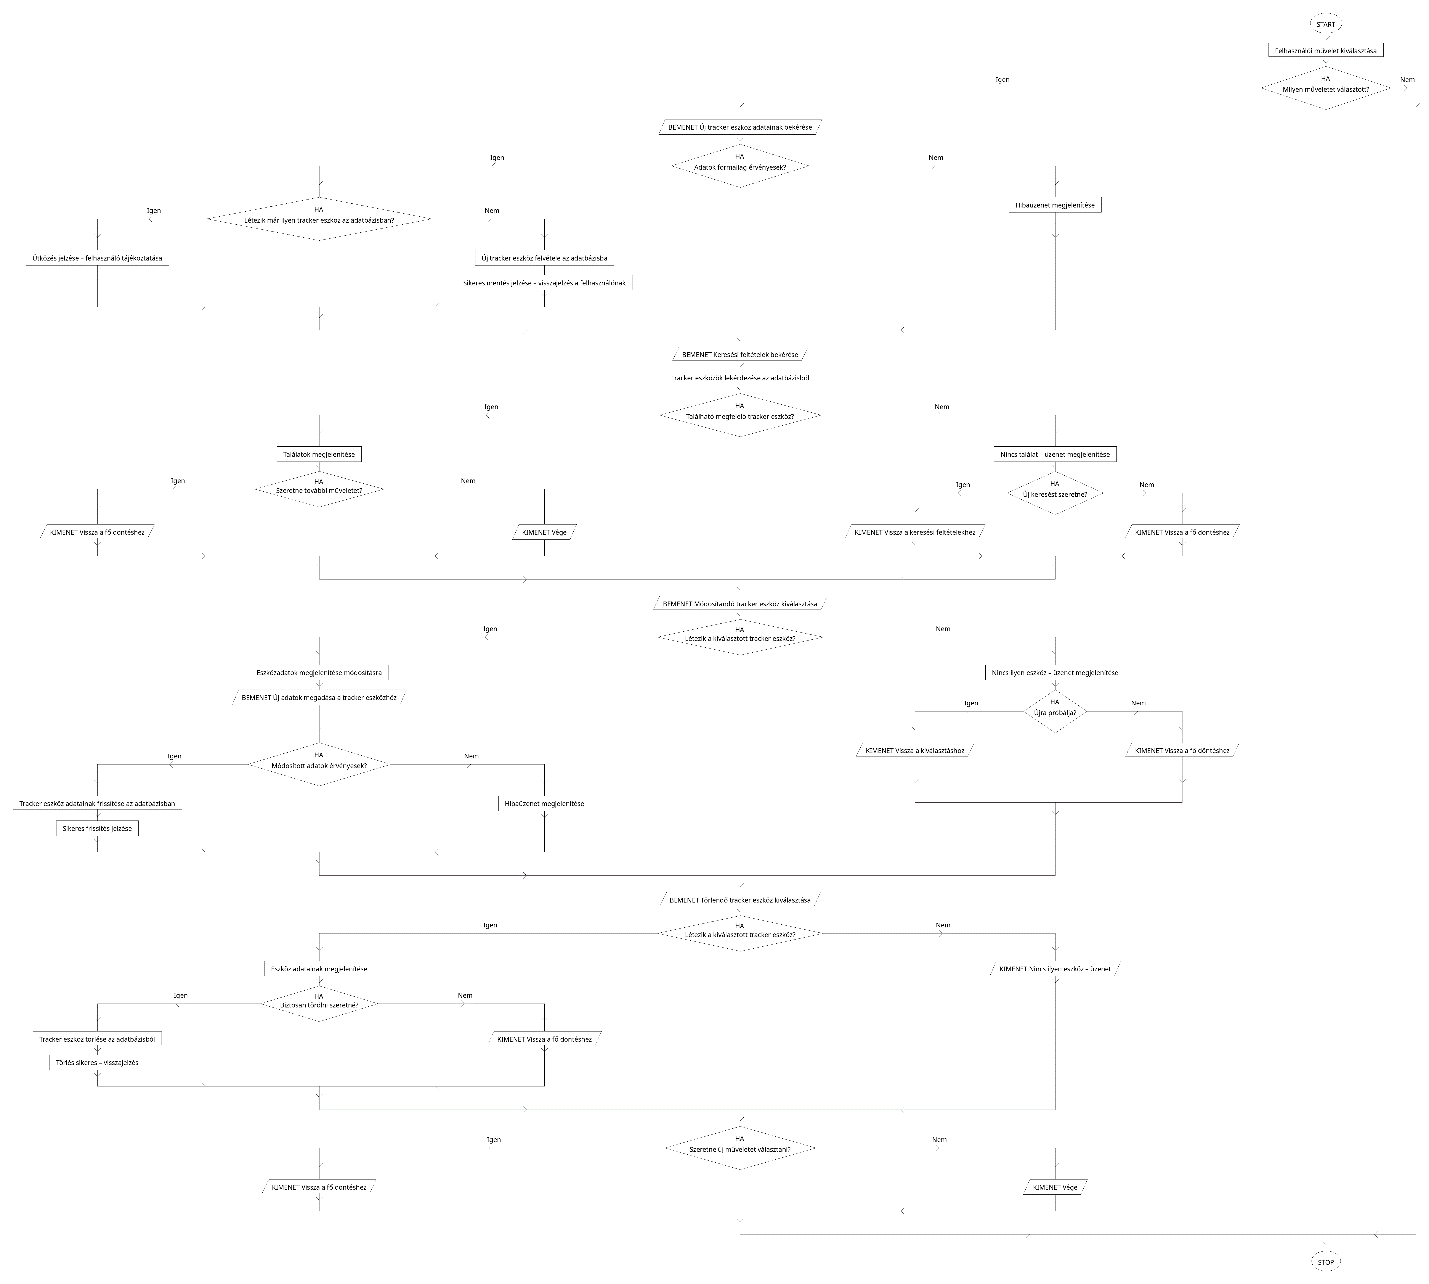 START
Felhasználói művelet kiválasztása
HA
Milyen műveletet választott?
Igen
Nem
BEMENET Új tracker eszköz adatainak bekérése
HA
Adatok formailag érvényesek?
Igen
Nem
HA
Létezik már ilyen tracker eszköz az adatbázisban?
Hibaüzenet megjelenítése
Igen
Nem
Ütközés jelzése – felhasználó tájékoztatása
Új tracker eszköz felvétele az adatbázisba
Sikeres mentés jelzése – visszajelzés a felhasználónak
BEMENET Keresési feltételek bekérése
Tracker eszközök lekérdezése az adatbázisból
HA
Található megfelelő tracker eszköz?
Igen
Nem
Találatok megjelenítése
Nincs találat – üzenet megjelenítése
HA
Szeretne további műveletet?
Igen
Nem
HA
Új keresést szeretne?
Igen
Nem
KIMENET Vissza a fő döntéshez
KIMENET Vége
KIMENET Vissza a keresési feltételekhez
KIMENET Vissza a fő döntéshez
BEMENET Módosítandó tracker eszköz kiválasztása
HA
Létezik a kiválasztott tracker eszköz?
Igen
Nem
Eszközadatok megjelenítése módosításra
Nincs ilyen eszköz – üzenet megjelenítése
BEMENET Új adatok megadása a tracker eszközhöz
HA
Újra próbálja?
Igen
Nem
KIMENET Vissza a kiválasztáshoz
KIMENET Vissza a fő döntéshez
HA
Módosított adatok érvényesek?
Igen
Nem
Tracker eszköz adatainak frissítése az adatbázisban
Hibaüzenet megjelenítése
Sikeres frissítés jelzése
BEMENET Törlendő tracker eszköz kiválasztása
HA
Létezik a kiválasztott tracker eszköz?
Igen
Nem
Eszköz adatainak megjelenítése
KIMENET Nincs ilyen eszköz – üzenet
HA
Biztosan törölni szeretné?
Igen
Nem
Tracker eszköz törlése az adatbázisból
KIMENET Vissza a fő döntéshez
Törlés sikeres – visszajelzés
HA
Szeretne új műveletet választani?
Igen
Nem
KIMENET Vissza a fő döntéshez
KIMENET Vége
STOP